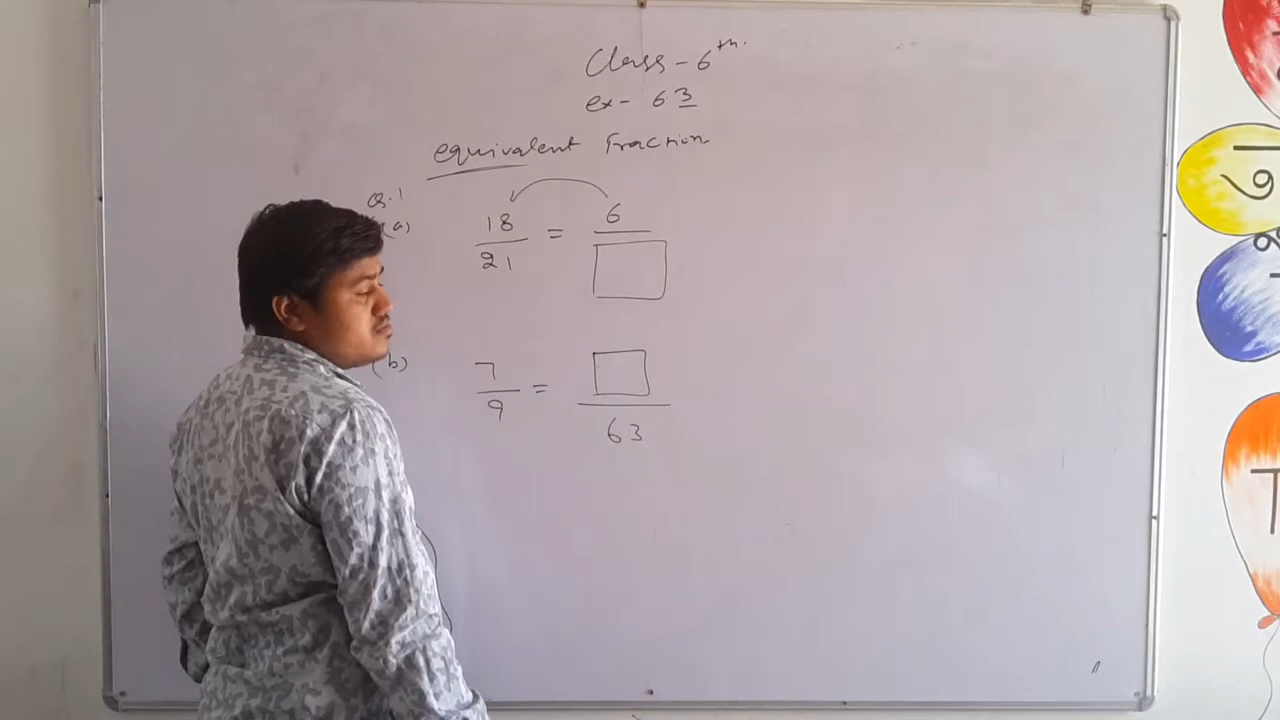 Class - 6th.
ex - 6.3
equivalent Fraction
Q.1
(a) 18/21 = 6/□
(b) 7/9 = □/63